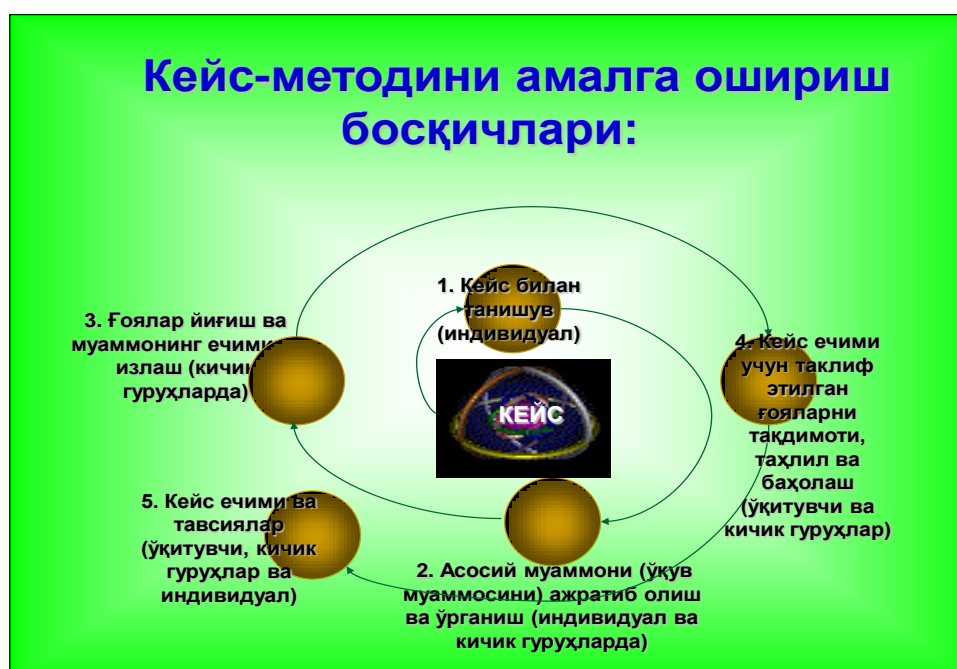 Кейс-методини амалга ошириш
босқичлари:
1. Кейс билан
танишув
(индивидуал)
КЕЙС
2. Асосий муаммони (ўқув
муаммосини) ажратиб олиш
ва ўрганиш (индивидуал ва
кичик гуруҳларда)
3. Ғоялар йиғиш ва
муаммонинг ечими
излаш (кичик
гуруҳларда)
4. Кейс ечими
учун таклиф
этилган
ғояларни
тақдимоти,
таҳлил ва
баҳолаш
(ўқитувчи ва
кичик гуруҳлар)
5. Кейс ечими ва
тавсиялар
(ўқитувчи, кичик
гуруҳлар ва
индивидуал)